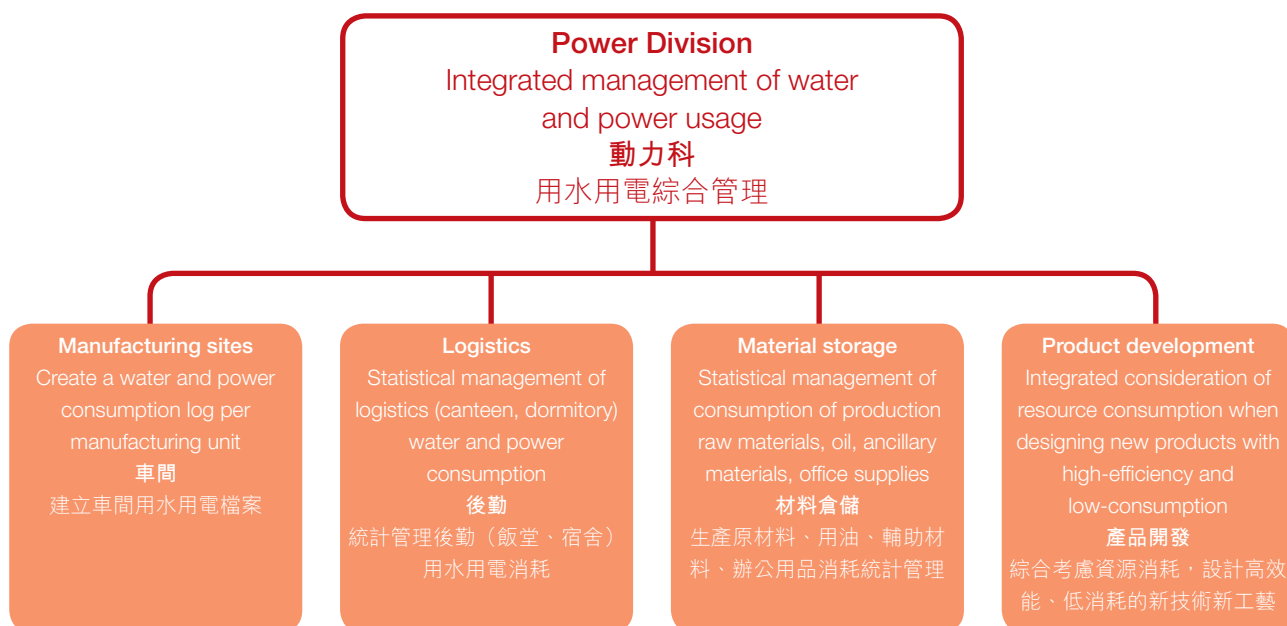 Power Division
Integrated management of water
and power usage
動力科
用水用電綜合管理
Manufacturing sites
Create a water and power
consumption log per
manufacturing unit
車間
建立車間用水用電檔案
Logistics
Statistical management of
logistics (canteen, dormitory)
water and power
consumption
後勤
統計管理後勤（飯堂、宿舍）
用水用電消耗
Material storage
Statistical management of
consumption of production
raw materials, oil, ancillary
materials, office supplies
材料倉儲
生產原材料、用油、輔助材
料、辦公用品消耗統計管理
Product development
Integrated consideration of
resource consumption when
designing new products with
high-efficiency and
low-consumption
產品開發
綜合考慮資源消耗，設計高效
能、低消耗的新技術新工藝